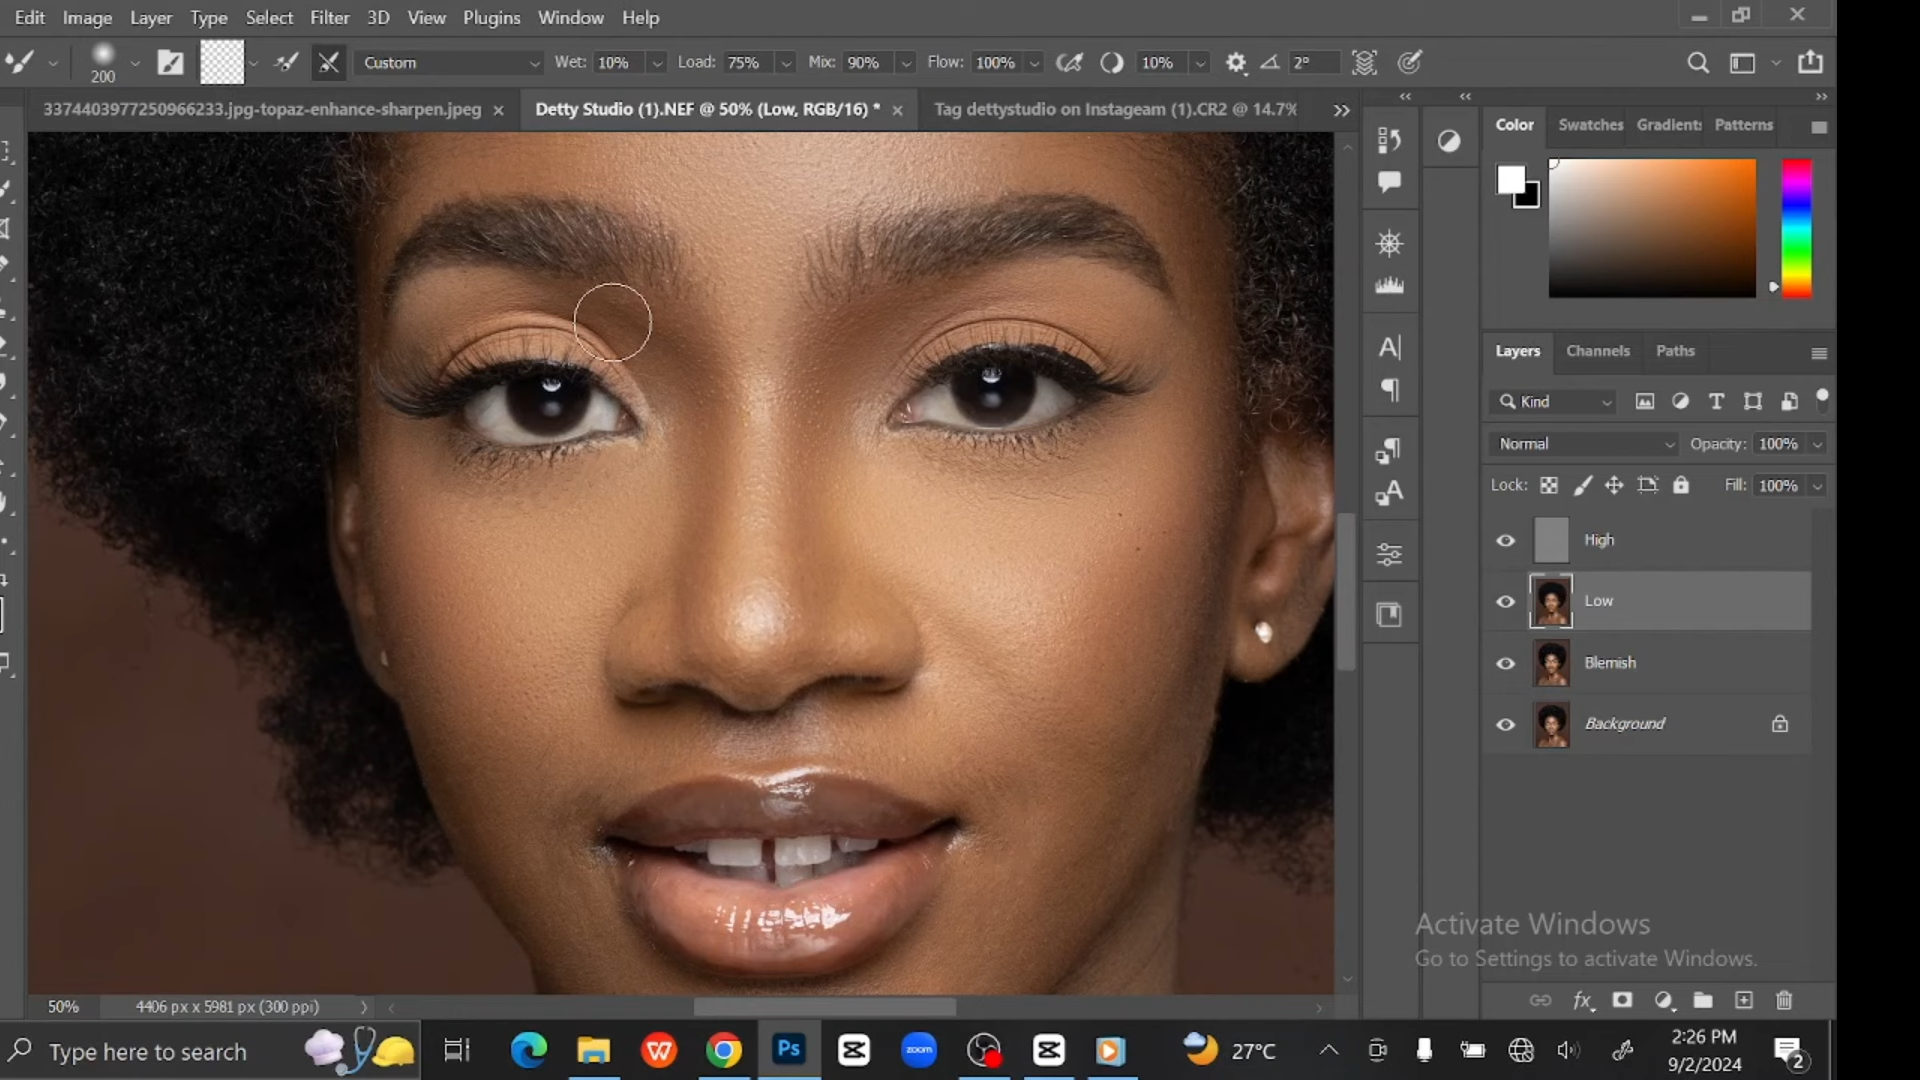 Edit Image Layer Type Select Filter 3D View Plugins Window Help
200 Custom Wet: 10% Load: 75% Mix: 90% Flow: 100% 10% 2°
3374403977250966233.jpg-topaz-enhance-sharpen.jpeg Detty Studio (1).NEF @ 50% (Low, RGB/16) * Tag dettystudio on Instageam (1).CR2 @ 14.7%
Color Swatches Gradients Patterns
Layers Channels Paths
Kind
Normal Opacity: 100%
Lock: Fill: 100%
High
Low
Blemish
Background
Activate Windows
Go to Settings to activate Windows.
50% 4406 px x 5981 px (300 ppi)
Type here to search Ps zoom 27°C 2:26 PM
9/2/2024 2